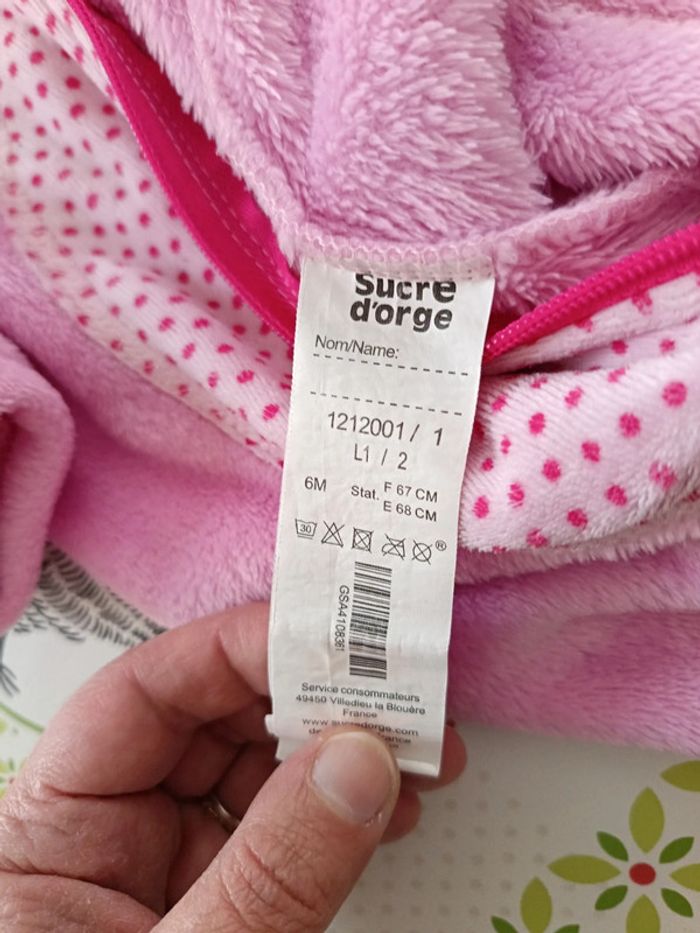 Sucre
d'orge
Nom/Name:
1212001 / 1
L1 / 2
6M Stat. F 67 CM
E 68 CM
30
®
GSA4108361
Service consommateurs
49450 Villedieu la Blouère
France
www.sucredorge.com